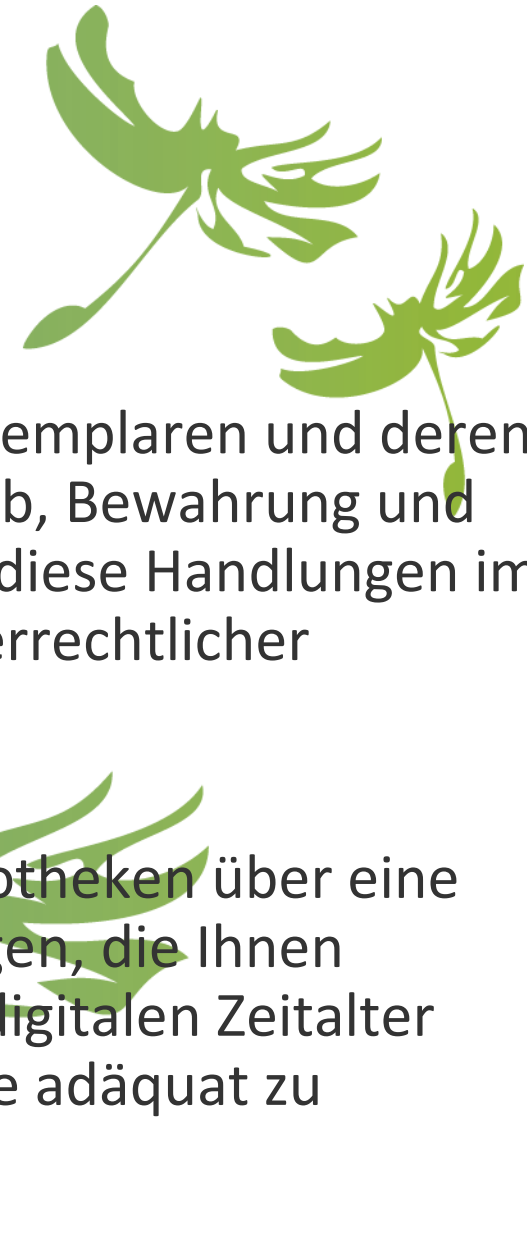 emplaren und deren
b, Bewahrung und
diese Handlungen im
errechtlicher
otheken über eine
gen, die Ihnen
digitalen Zeitalter
e adäquat zu